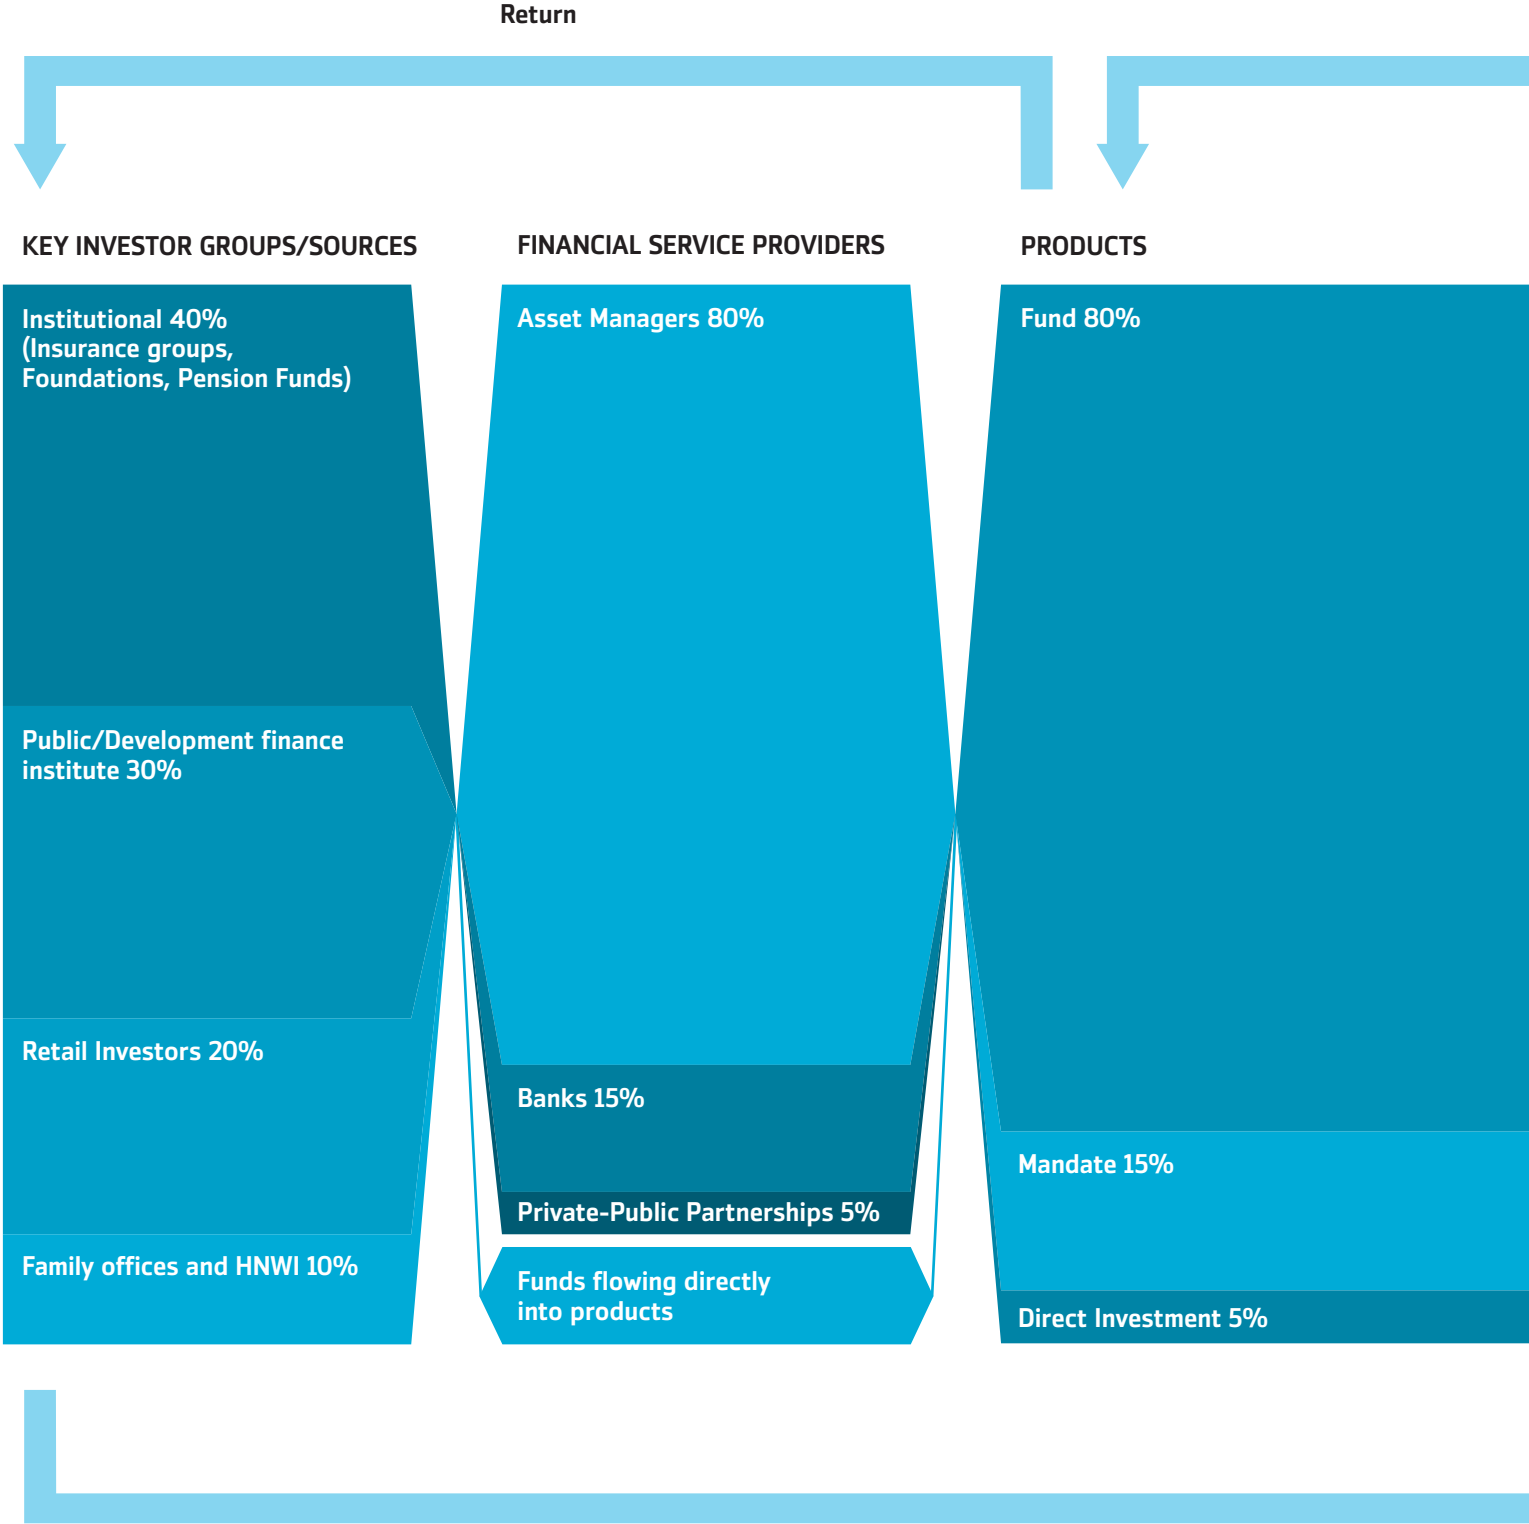 Return
KEY INVESTOR GROUPS/SOURCES
Institutional 40%
(Insurance groups,
Foundations, Pension Funds)
Public/Development finance
institute 30%
Retail Investors 20%
Family offices and HNWI 10%
FINANCIAL SERVICE PROVIDERS
Asset Managers 80%
Banks 15%
Private-Public Partnerships 5%
Funds flowing directly
into products
PRODUCTS
Fund 80%
Mandate 15%
Direct Investment 5%